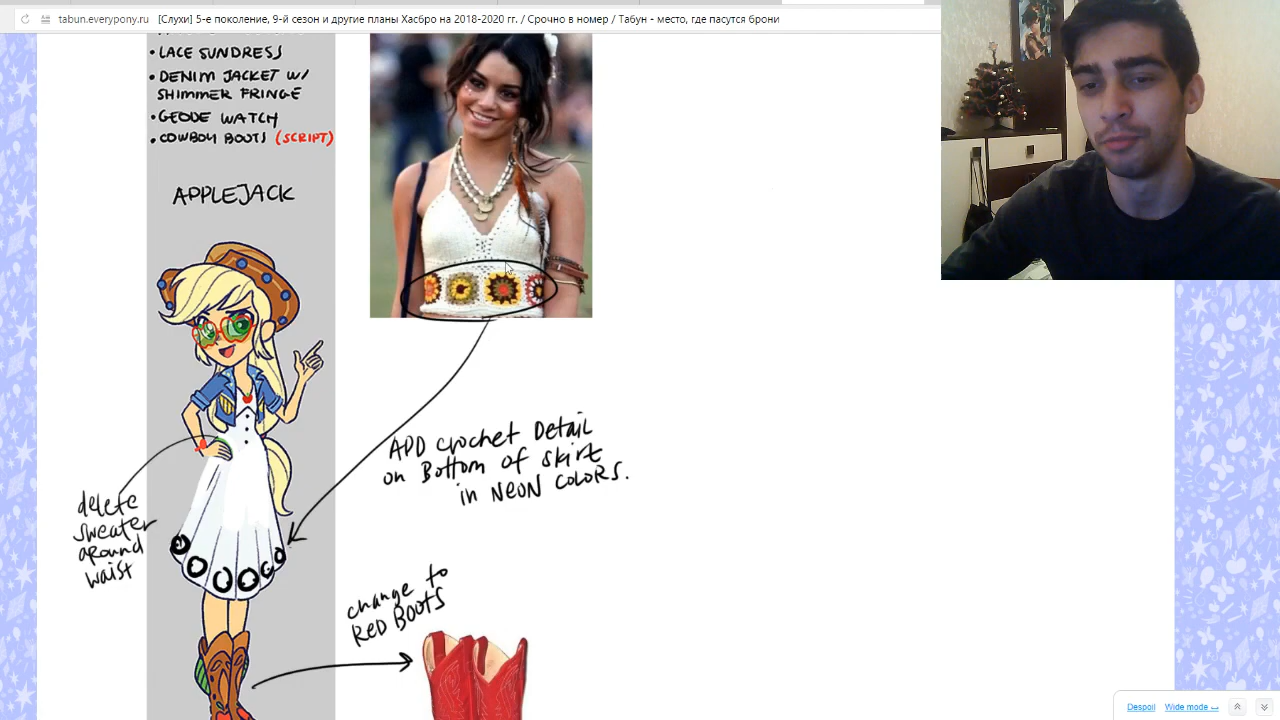 tabun.everypony.ru [Слухи] 5-е поколение, 9-й сезон и другие планы Хасбро на 2018-2020 гг. / Срочно в номер / Табун - место, где пасутся брони
• LACE SUNDRESS
• DENIM JACKET W/
SHIMMER FRINGE
• GEODE WATCH
• COWBOY BOOTS (SCRIPT)
APPLEJACK
ADD crochet Detail
on Bottom of skirt
in NEON COLORS.
delete
sweater
around
waist
change to
RED BOOTS
Despoil Wide mode